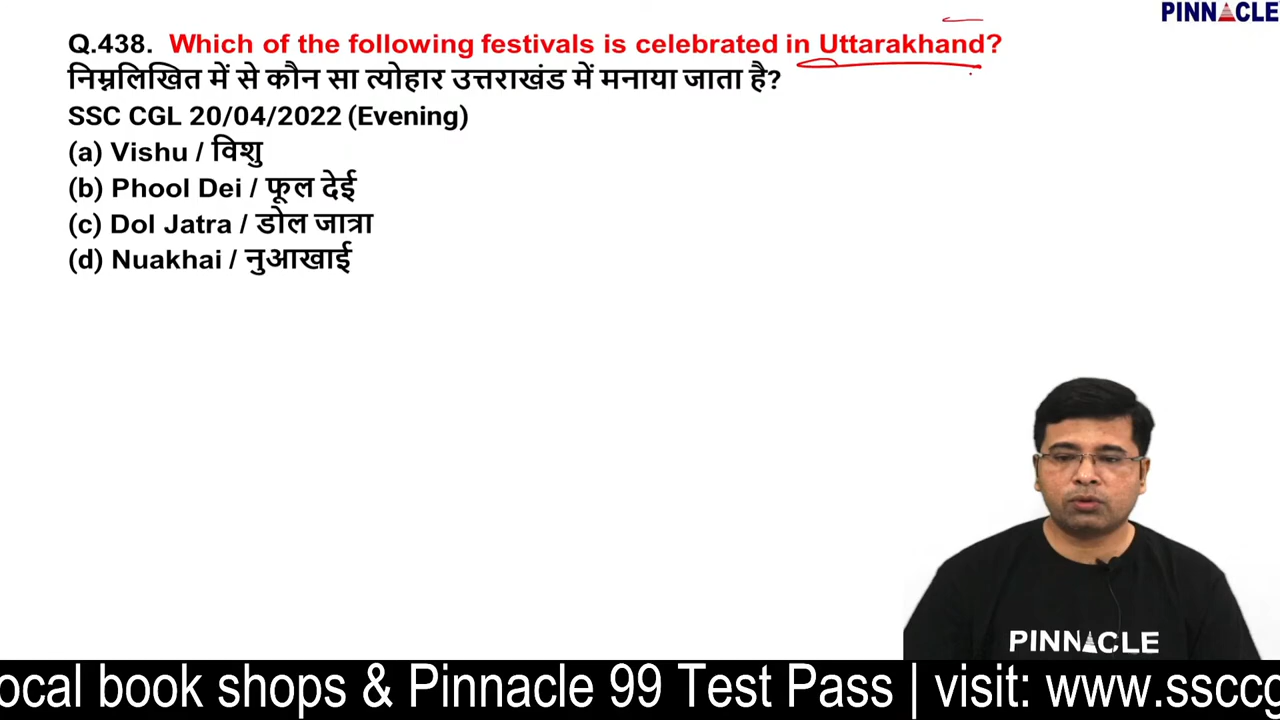 PINNACLE
Q.438. Which of the following festivals is celebrated in Uttarakhand?
निम्नलिखित में से कौन सा त्योहार उत्तराखंड में मनाया जाता है?
SSC CGL 20/04/2022 (Evening)
(a) Vishu / विशु
(b) Phool Dei / फूल देई
(c) Dol Jatra / डोल जात्रा
(d) Nuakhai / नुआखाई
PINNACLE
ocal book shops & Pinnacle 99 Test Pass | visit: www.ssccg